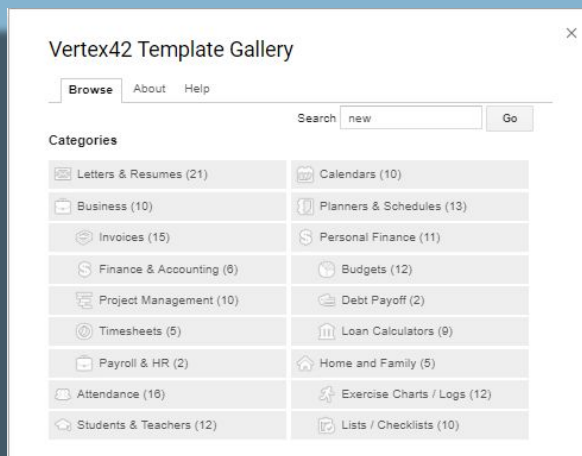 Vertex42 Template Gallery
Browse About Help
Search new Go
Categories
Letters & Resumes (21)
Business (10)
Invoices (15)
Finance & Accounting (6)
Project Management (10)
Timesheets (5)
Payroll & HR (2)
Attendance (16)
Students & Teachers (12)
Calendars (10)
Planners & Schedules (13)
Personal Finance (11)
Budgets (12)
Debt Payoff (2)
Loan Calculators (9)
Home and Family (5)
Exercise Charts / Logs (12)
Lists / Checklists (10)